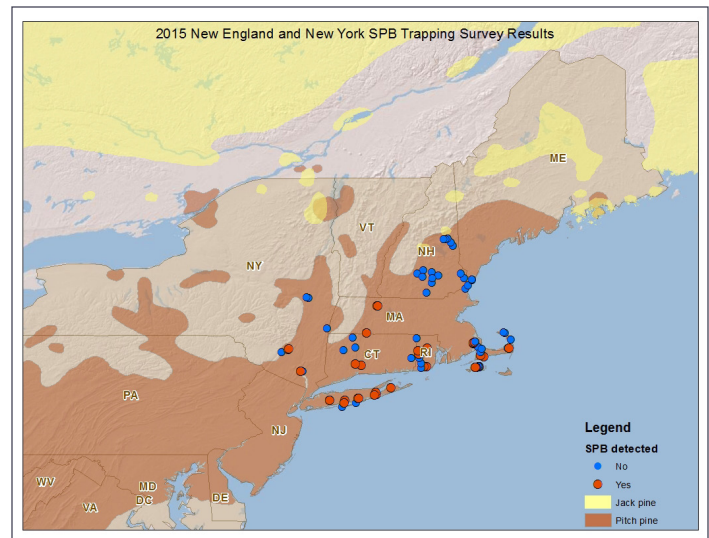 2015 New England and New York SPB Trapping Survey Results
ME
VT
NH
NY
MA
CT
RI
PA
NJ
WV
MD
DC
DE
VA
Legend
SPB detected
No
Yes
Jack pine
Pitch pine